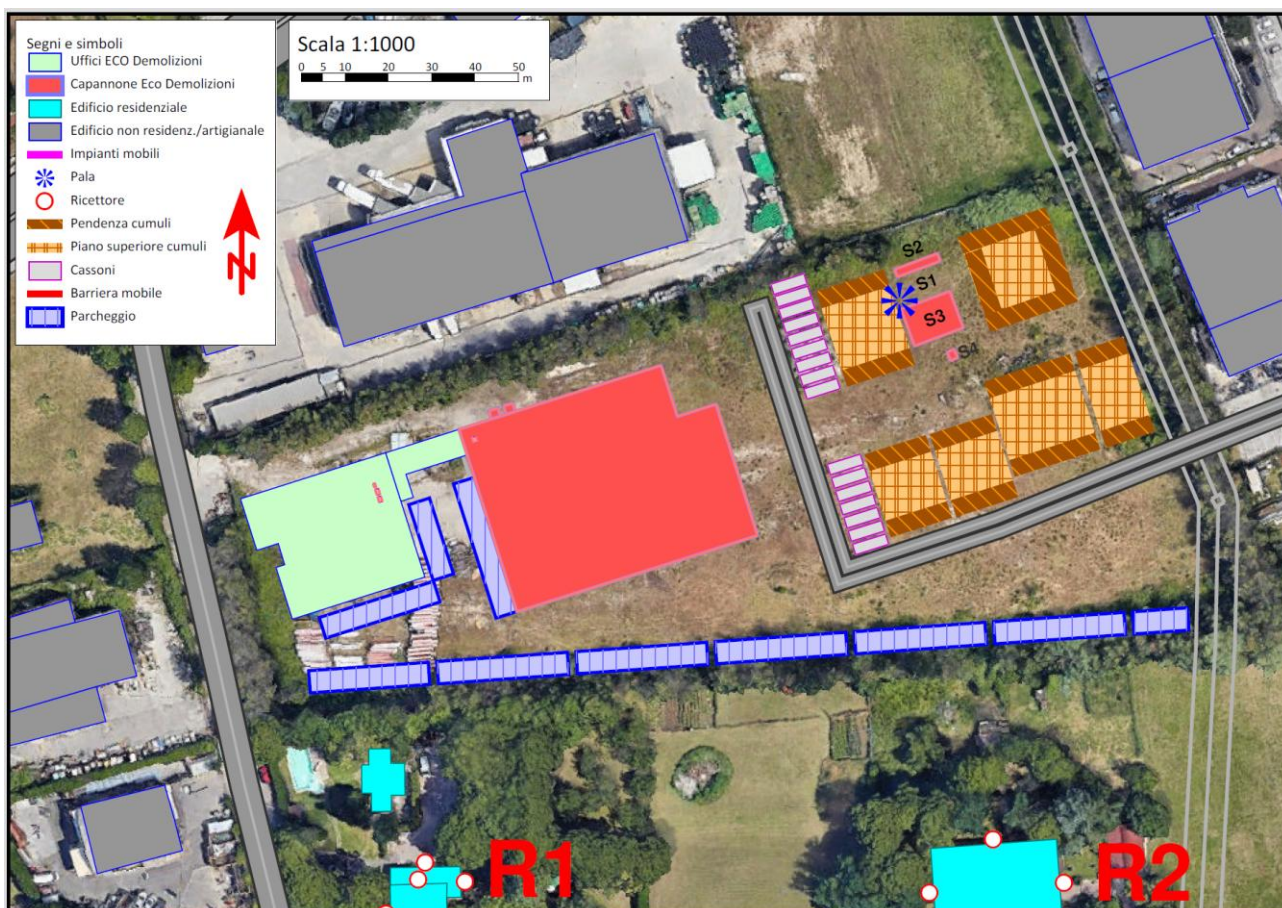 Segni e simboli
Uffici ECO Demolizioni
Capannone Eco Demolizioni
Edificio residenziale
Edificio non residenz./artigianale
Impianti mobili
Pala
Ricettore
Pendenza cumuli
Piano superiore cumuli
Cassoni
Barriera mobile
Parcheggio
N
Scala 1:1000
0 5 10 20 30 40 50
m
S2
S1
S3
S4
R1
R2